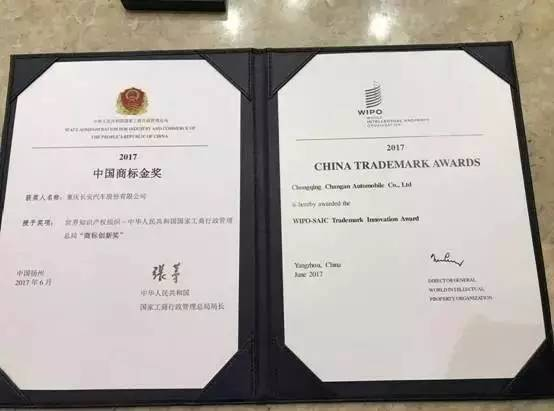 中华人民共和国国家工商行政管理总局
STATE ADMINISTRATION FOR INDUSTRY AND COMMERCE OF
THE PEOPLE'S REPUBLIC OF CHINA
2017
中国商标金奖
获奖人名称：重庆长安汽车股份有限公司
授予奖项：世界知识产权组织－中华人民共和国国家工商行政管理
总局“商标创新奖”
中国扬州
2017年6月
张茅
中华人民共和国
国家工商行政管理总局局长
WIPO
WORLD
INTELLECTUAL PROPERTY
ORGANIZATION
2017
CHINA TRADEMARK AWARDS
Chongqing Changan Automobile Co., Ltd
is hereby awarded the
WIPO-SAIC Trademark Innovation Award
Yangzhou, China
June 2017
DIRECTOR GENERAL
WORLD INTELLECTUAL
PROPERTY ORGANIZATION